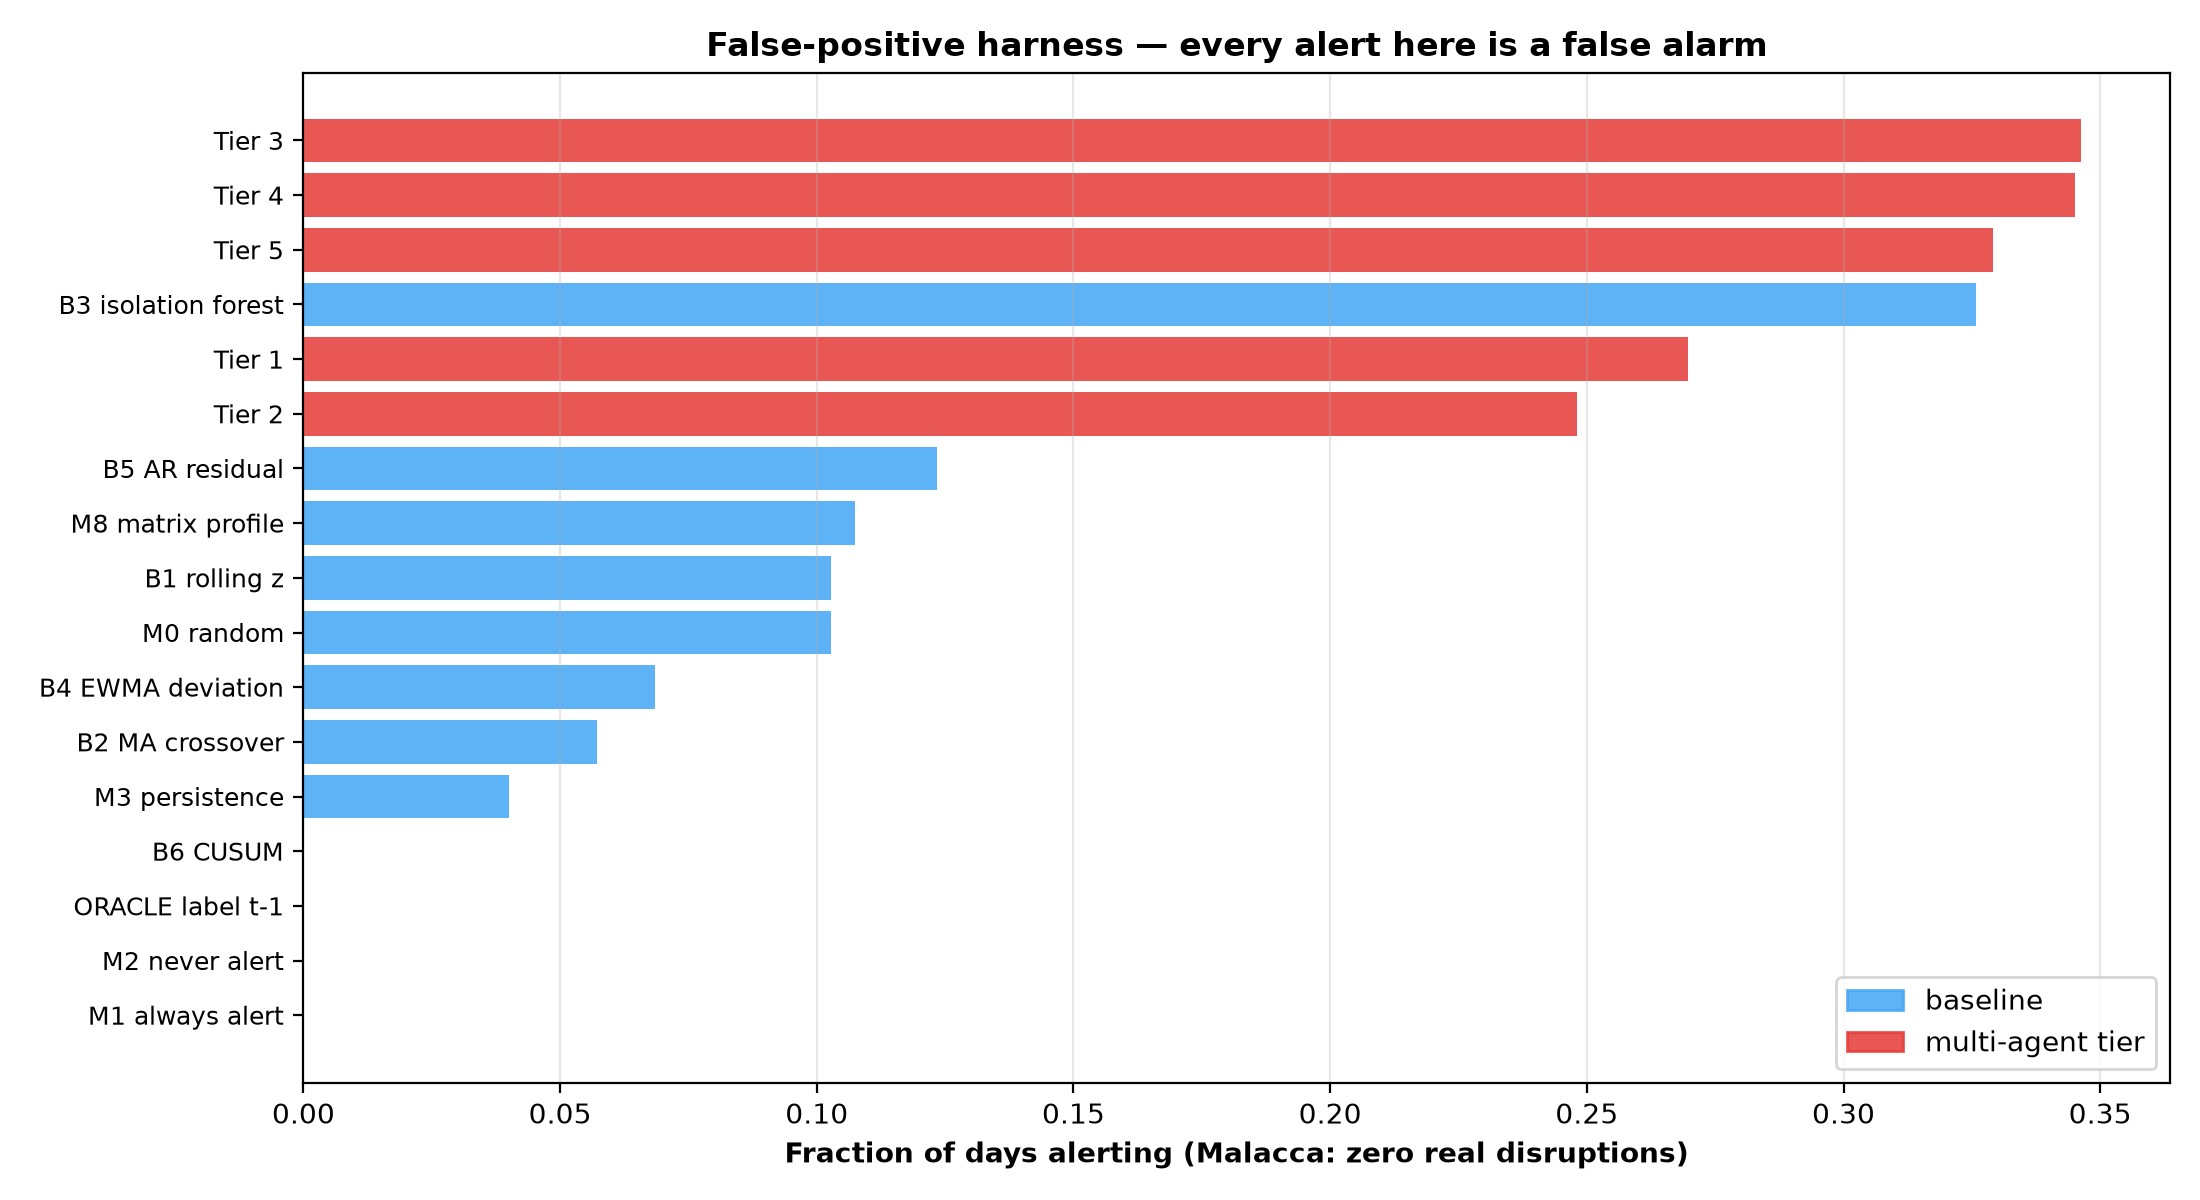 False-positive harness — every alert here is a false alarm
Tier 3
Tier 4
Tier 5
B3 isolation forest
Tier 1
Tier 2
B5 AR residual
M8 matrix profile
B1 rolling z
M0 random
B4 EWMA deviation
B2 MA crossover
M3 persistence
B6 CUSUM
ORACLE label t-1
M2 never alert
M1 always alert
baseline
multi-agent tier
0.00 0.05 0.10 0.15 0.20 0.25 0.30 0.35
Fraction of days alerting (Malacca: zero real disruptions)